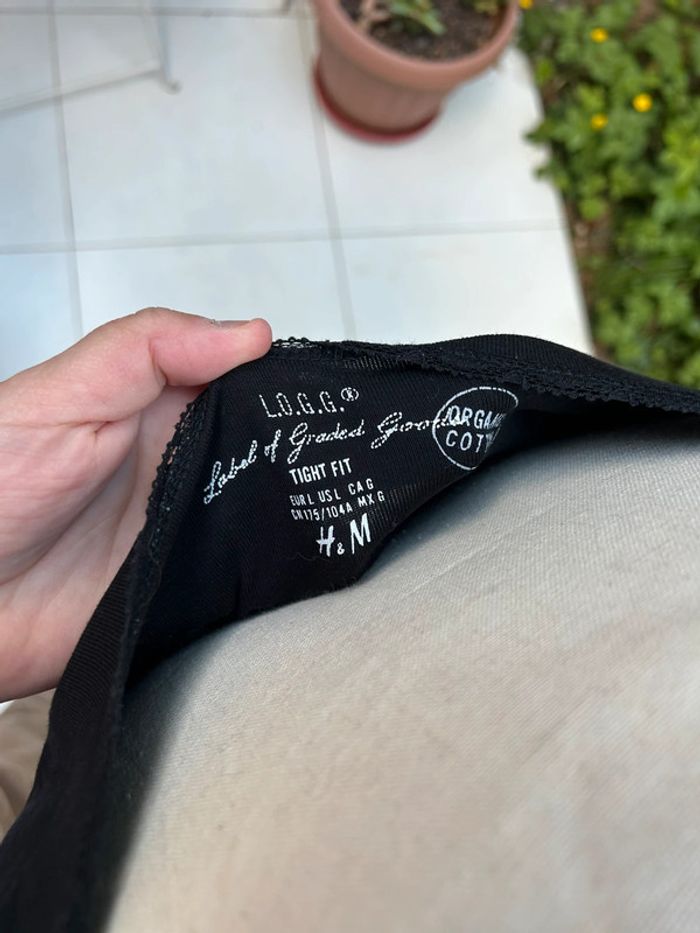 L.O.G.G.®
Label of Graded Goods
TIGHT FIT
EUR L US L CA G
CN 175/104A MX G
H&M
ORGANIC
COTTON